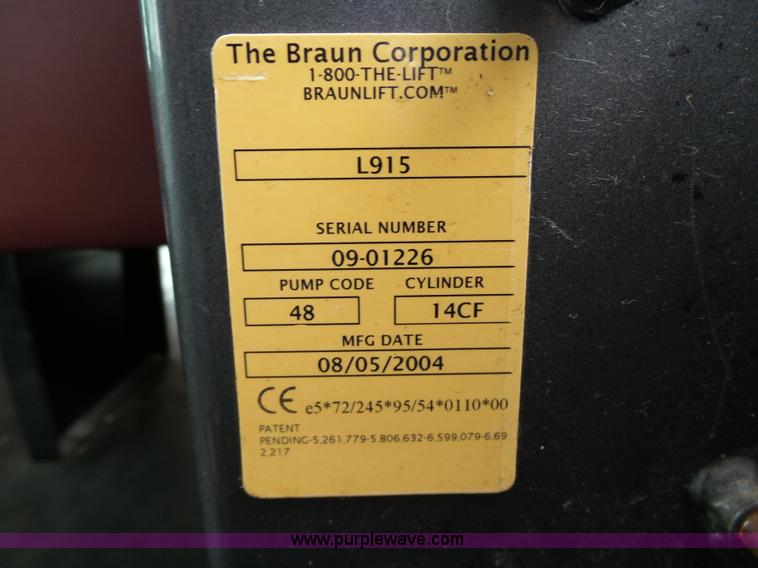 The Braun Corporation
1-800-THE-LIFT™
BRAUNLIFT.COM™
L915
SERIAL NUMBER
09-01226
PUMP CODE CYLINDER
48 14CF
MFG DATE
08/05/2004
CE e5*72/245*95/54*0110*00
PATENT
PENDING-5,261,779-5,806,632-6,599,079-6,69
2,217
www.purplewave.com